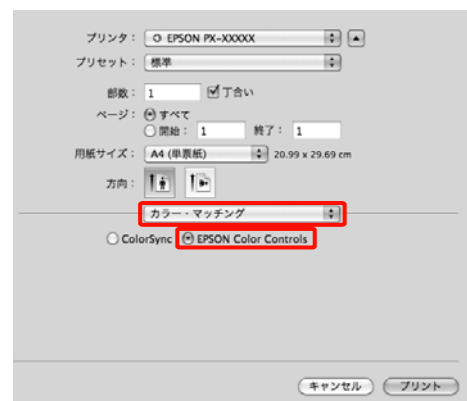 プリンタ： EPSON PX-XXXXX
プリセット： 標準
部数： 1 丁合い
ページ： すべて
開始： 1 終了： 1
用紙サイズ： A4 (単票紙) 20.99 x 29.69 cm
方向：
カラー・マッチング
ColorSync EPSON Color Controls
キャンセル プリント